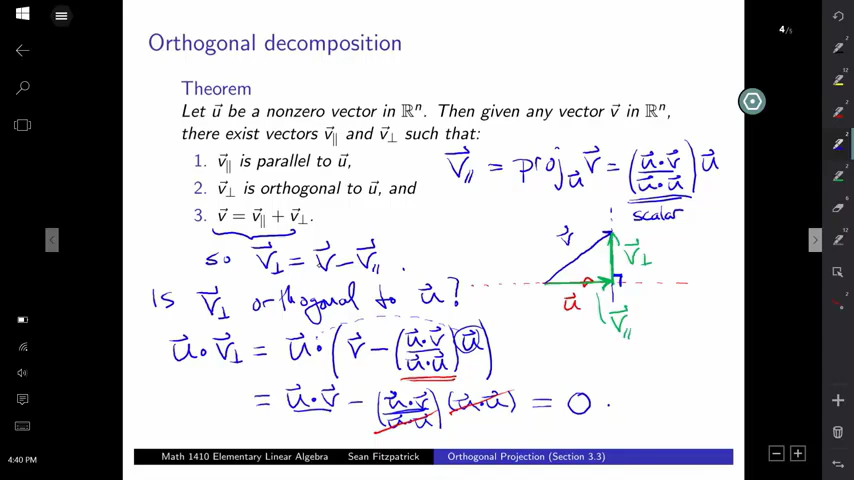 4/5
Orthogonal decomposition
Theorem
Let u⃗ be a nonzero vector in ℝⁿ. Then given any vector v⃗ in ℝⁿ,
there exist vectors v⃗∥ and v⃗⊥ such that:
1. v⃗∥ is parallel to u⃗,
2. v⃗⊥ is orthogonal to u⃗, and
3. v⃗ = v⃗∥ + v⃗⊥.
v⃗∥ = proj_u⃗ v⃗ = (u⃗·v⃗ / u⃗·u⃗) u⃗
scalar
v⃗
v⃗⊥
u⃗
v⃗∥
so v⃗⊥ = v⃗ − v⃗∥.
Is v⃗⊥ orthogonal to u⃗?
u⃗·v⃗⊥ = u⃗·(v⃗ − (u⃗·v⃗ / u⃗·u⃗) u⃗)
= u⃗·v⃗ − (u⃗·v⃗ / u⃗·u⃗)(u⃗·u⃗) = 0.
Math 1410 Elementary Linear Algebra Sean Fitzpatrick Orthogonal Projection (Section 3.3)
4:40 PM